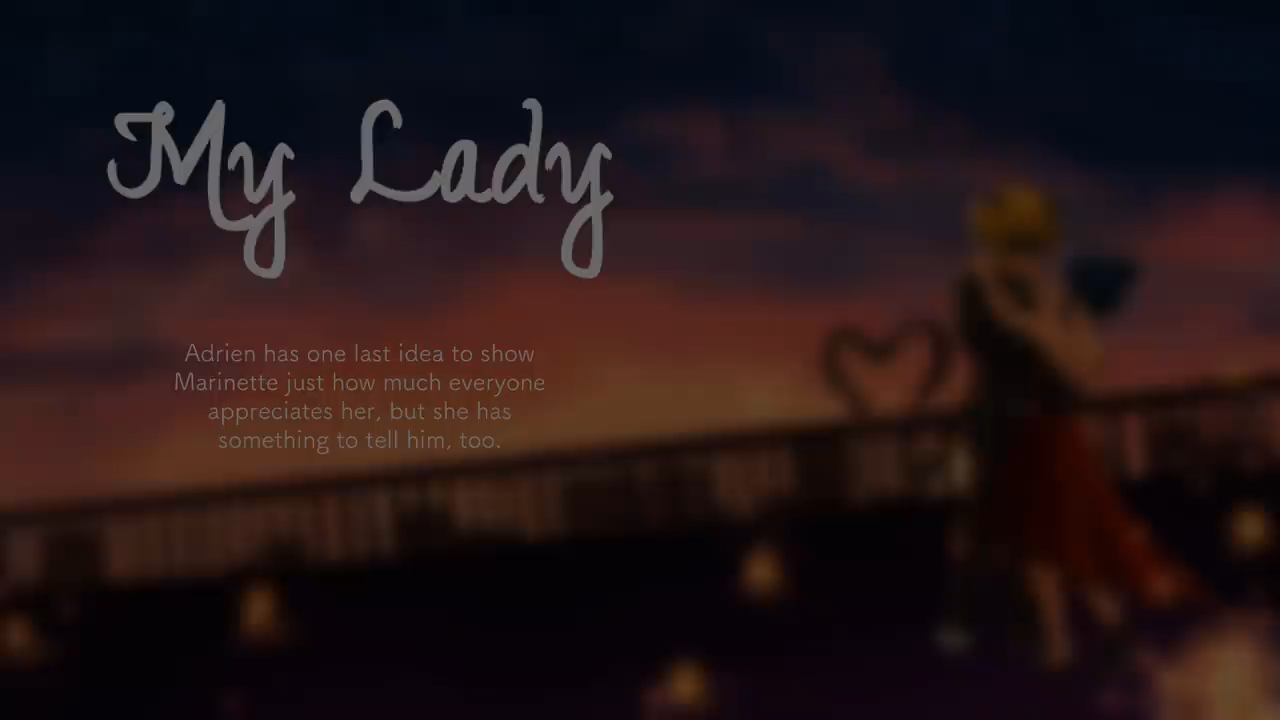 My Lady
Adrien has one last idea to show
Marinette just how much everyone
appreciates her, but she has
something to tell him, too.